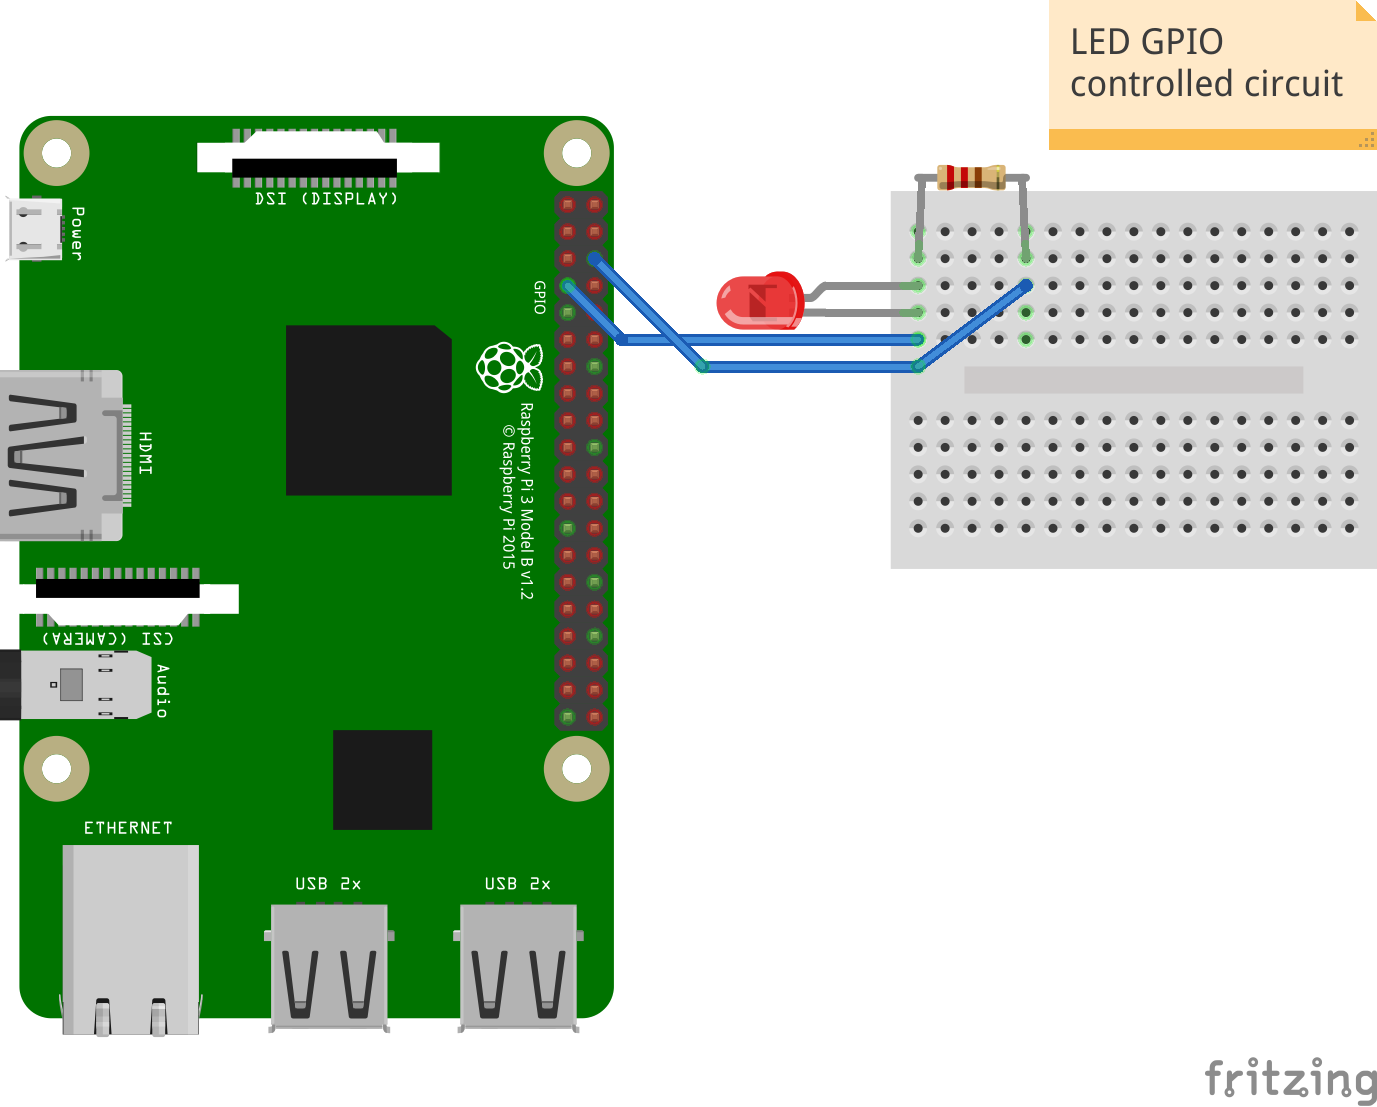 LED GPIO
controlled circuit
DSI (DISPLAY)
Power
GPIO
HDMI
Raspberry Pi 3 Model B v1.2
© Raspberry Pi 2015
CSI (CAMERA)
Audio
ETHERNET
USB 2x
USB 2x
fritzing